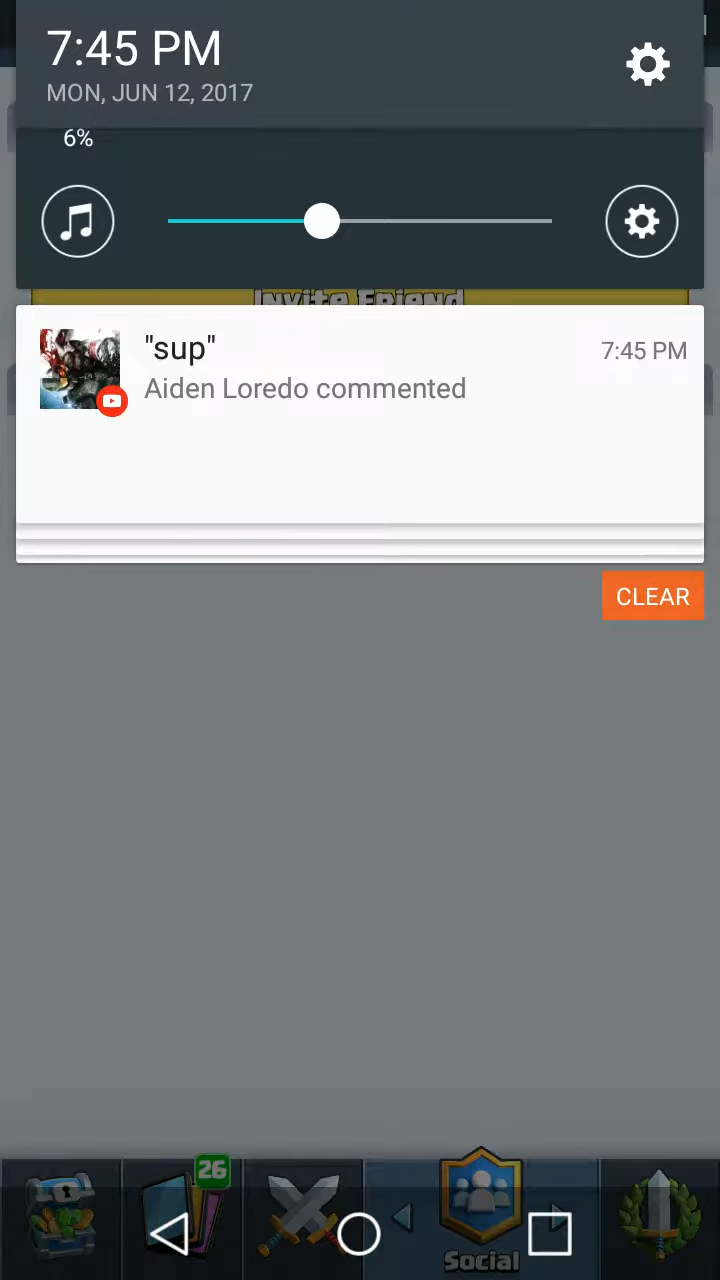 7:45 PM
MON, JUN 12, 2017
6%
Invite Friend
"sup"
7:45 PM
Aiden Loredo commented
CLEAR
26
Social